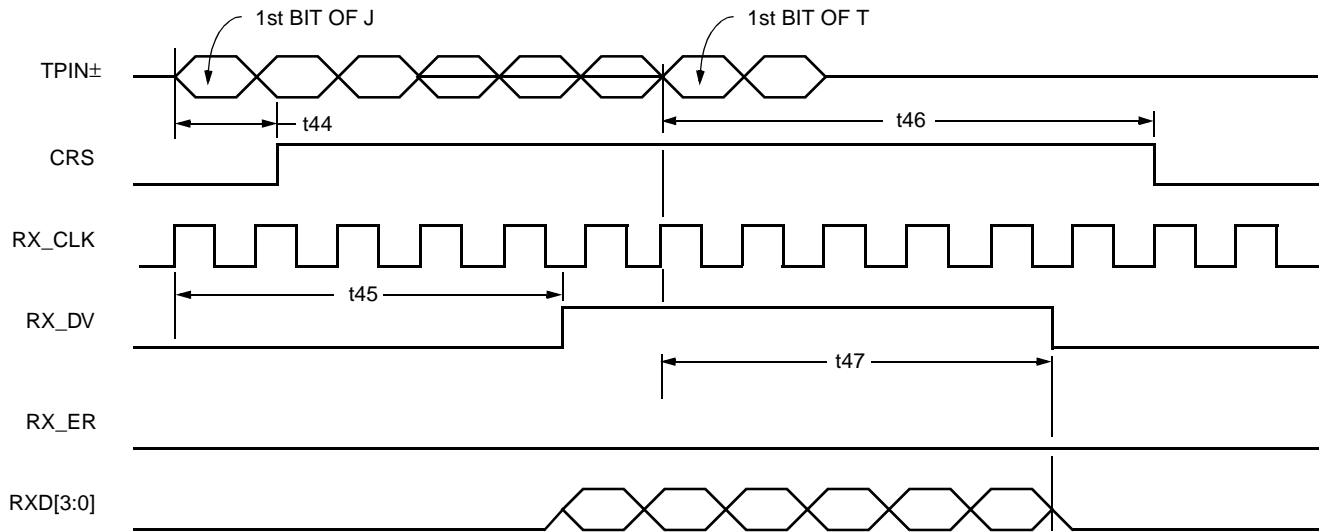 1st BIT OF J
1st BIT OF T
TPIN±
t44
t46
CRS
RX_CLK
t45
RX_DV
t47
RX_ER
RXD[3:0]